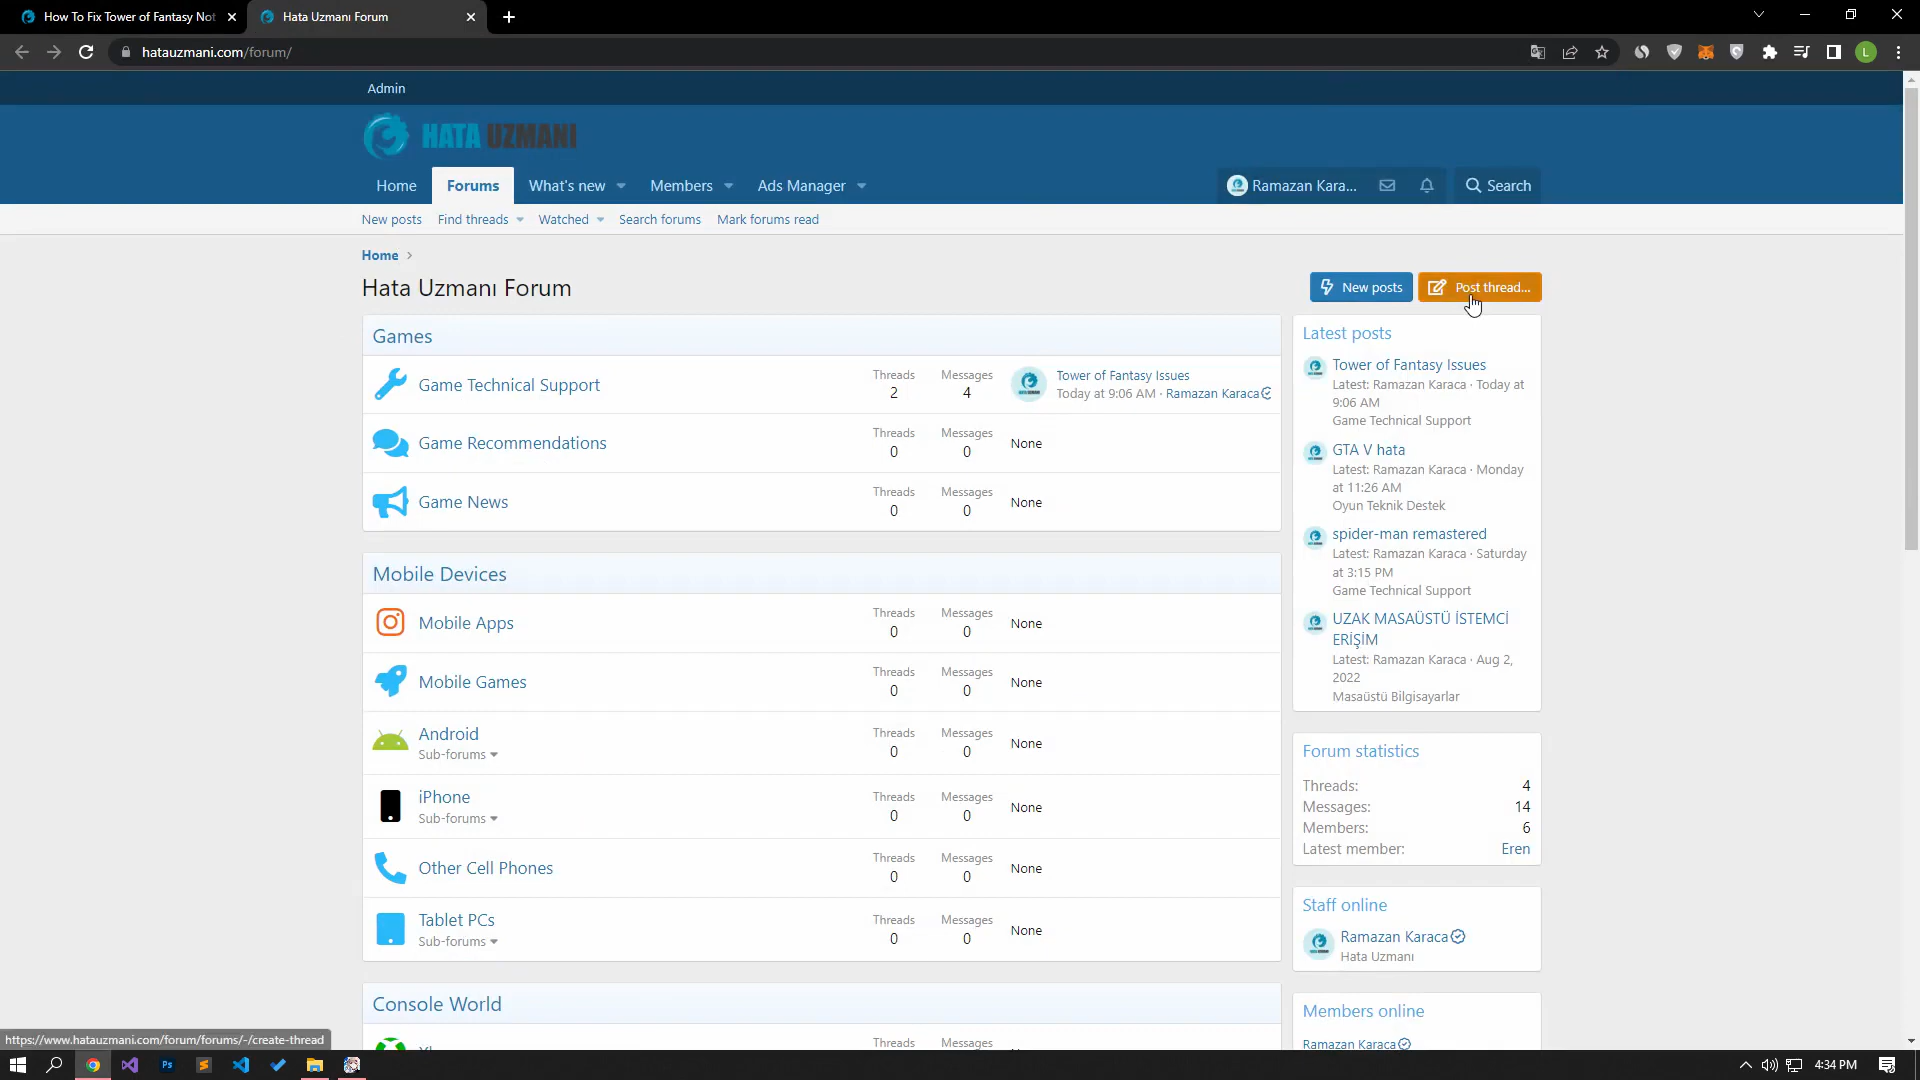 How To Fix Tower of Fantasy Not
Hata Uzmanı Forum
hatauzmani.com/forum/
L
Admin
HATA UZMANI
Home
Forums
What's new
Members
Ads Manager
Ramazan Kara...
Search
New posts
Find threads
Watched
Search forums
Mark forums read
Home
Hata Uzmanı Forum
New posts
Post thread...
Games
Game Technical Support
Threads
2
Messages
4
Tower of Fantasy Issues
Today at 9:06 AM · Ramazan Karaca
Game Recommendations
Threads
0
Messages
0
None
Game News
Threads
0
Messages
0
None
Mobile Devices
Mobile Apps
Threads
0
Messages
0
None
Mobile Games
Threads
0
Messages
0
None
Android
Sub-forums
Threads
0
Messages
0
None
iPhone
Sub-forums
Threads
0
Messages
0
None
Other Cell Phones
Threads
0
Messages
0
None
Tablet PCs
Sub-forums
Threads
0
Messages
0
None
Console World
Threads
Messages
Latest posts
Tower of Fantasy Issues
Latest: Ramazan Karaca · Today at
9:06 AM
Game Technical Support
GTA V hata
Latest: Ramazan Karaca · Monday
at 11:26 AM
Oyun Teknik Destek
spider-man remastered
Latest: Ramazan Karaca · Saturday
at 3:15 PM
Game Technical Support
UZAK MASAÜSTÜ İSTEMCİ
ERİŞİM
Latest: Ramazan Karaca · Aug 2,
2022
Masaüstü Bilgisayarlar
Forum statistics
Threads: 4
Messages: 14
Members: 6
Latest member: Eren
Staff online
Ramazan Karaca
Hata Uzmanı
Members online
Ramazan Karaca
https://www.hatauzmani.com/forum/forums/-/create-thread
Ps
4:34 PM